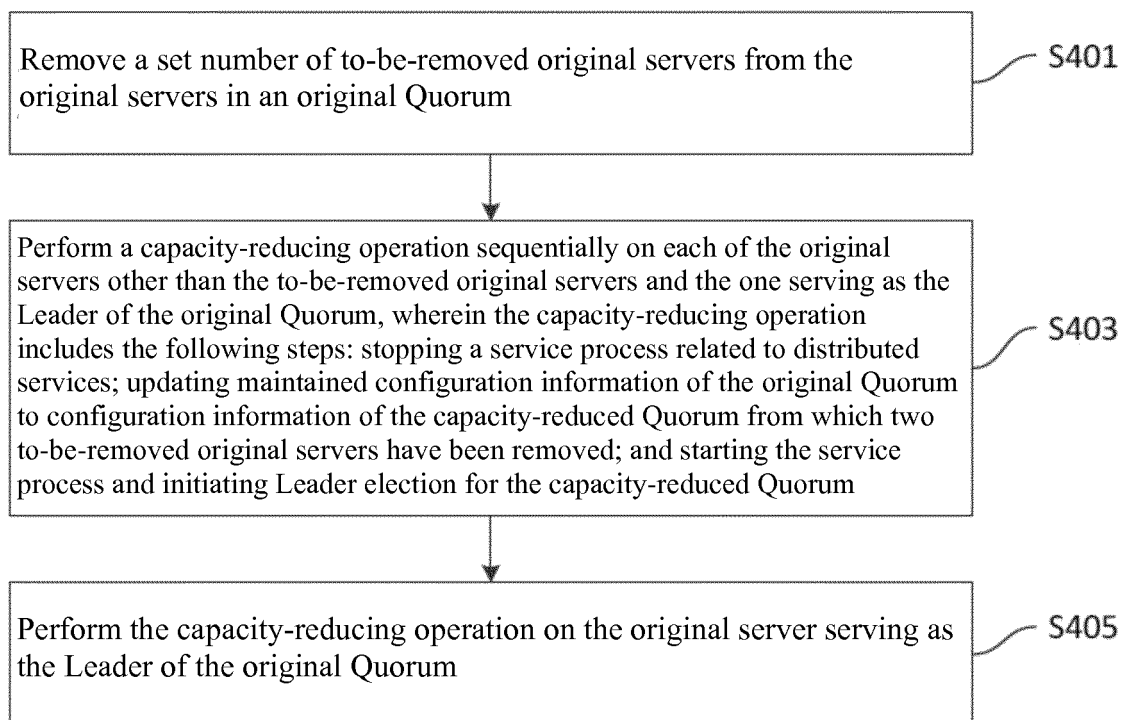 Remove a set number of to-be-removed original servers from the
original servers in an original Quorum
S401
Perform a capacity-reducing operation sequentially on each of the original
servers other than the to-be-removed original servers and the one serving as the
Leader of the original Quorum, wherein the capacity-reducing operation
includes the following steps: stopping a service process related to distributed
services; updating maintained configuration information of the original Quorum
to configuration information of the capacity-reduced Quorum from which two
to-be-removed original servers have been removed; and starting the service
process and initiating Leader election for the capacity-reduced Quorum
S403
Perform the capacity-reducing operation on the original server serving as
the Leader of the original Quorum
S405